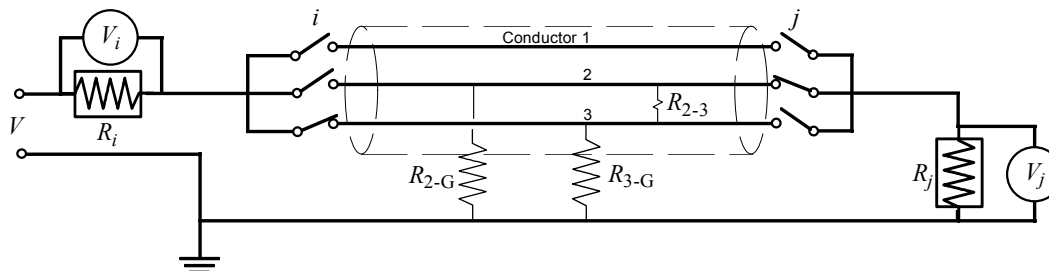 i
j
V_i
Conductor 1
2
R_2-3
V
R_i
3
R_2-G
R_3-G
R_j
V_j